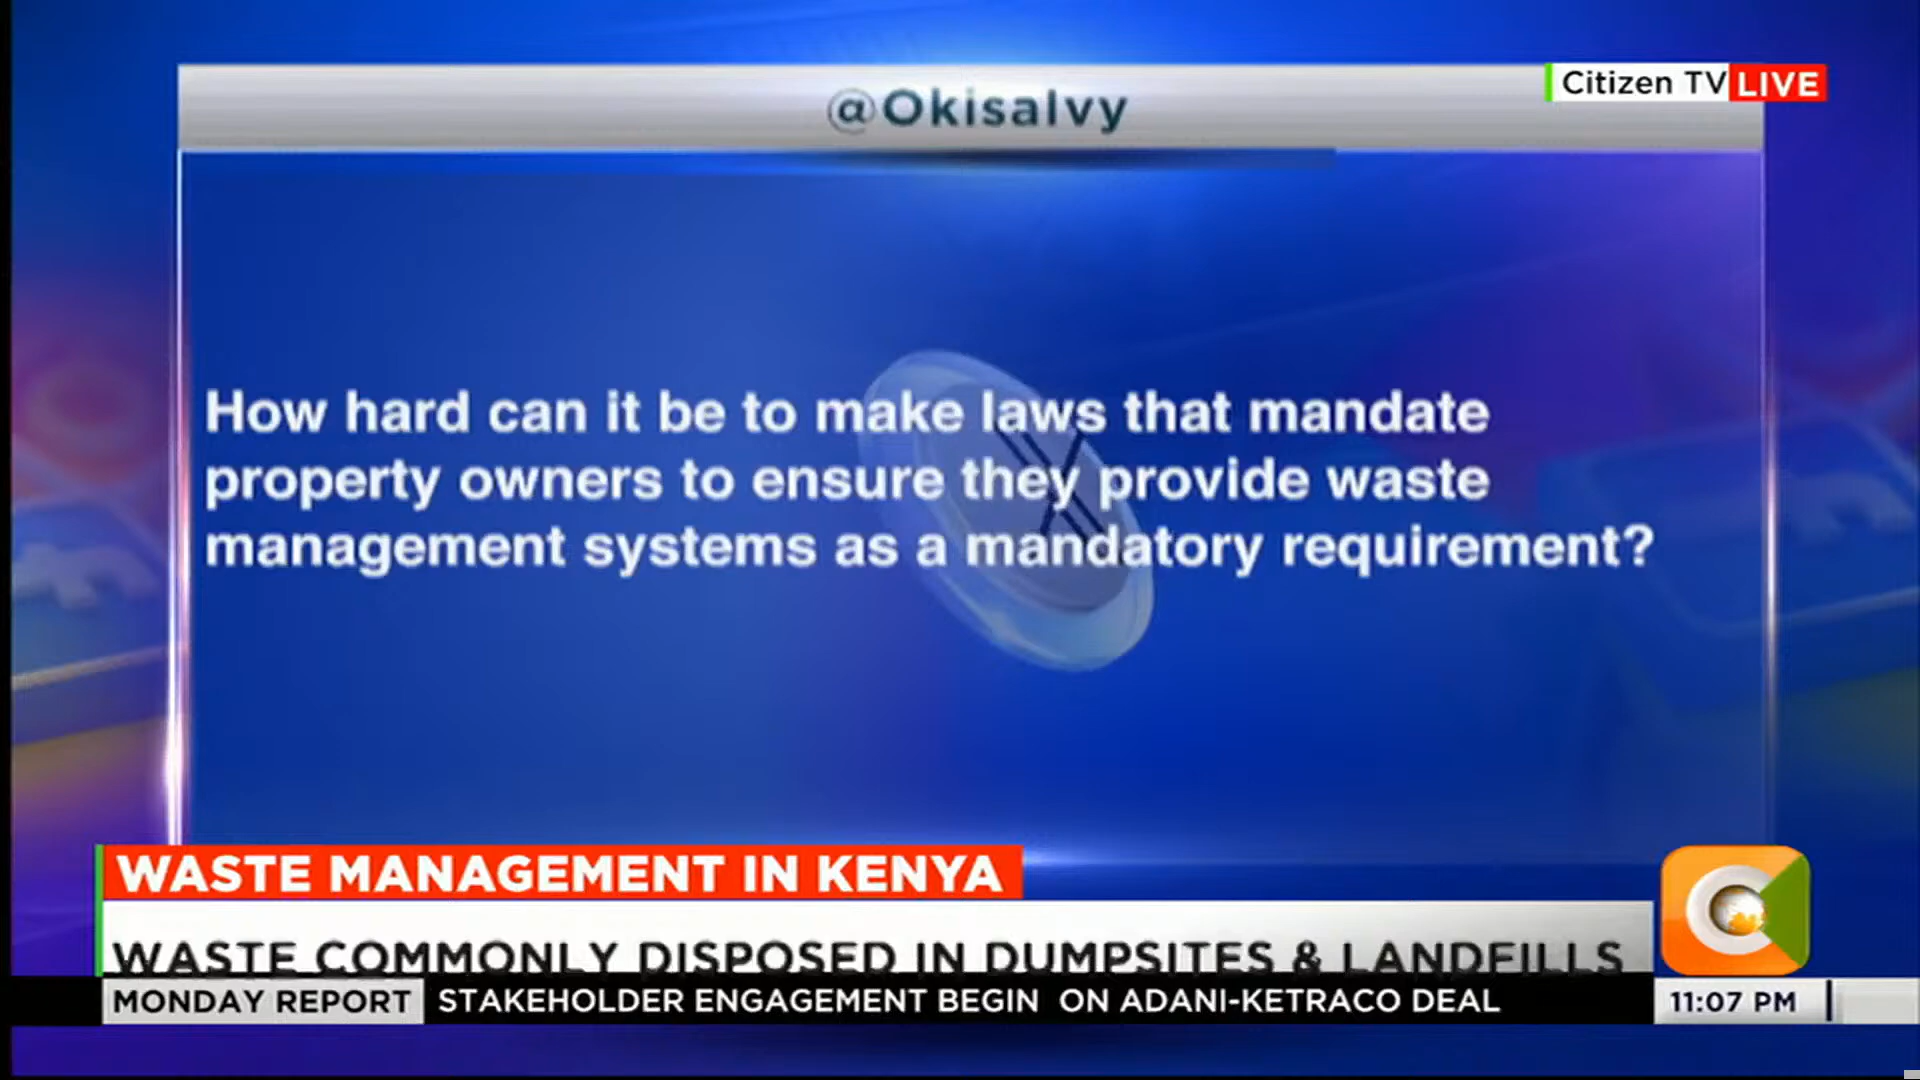 @Okisalvy
Citizen TV LIVE
How hard can it be to make laws that mandate
property owners to ensure they provide waste
management systems as a mandatory requirement?
WASTE MANAGEMENT IN KENYA
WASTE COMMONLY DISPOSED IN DUMPSITES & LANDFILLS
MONDAY REPORT STAKEHOLDER ENGAGEMENT BEGIN ON ADANI-KETRACO DEAL
11:07 PM